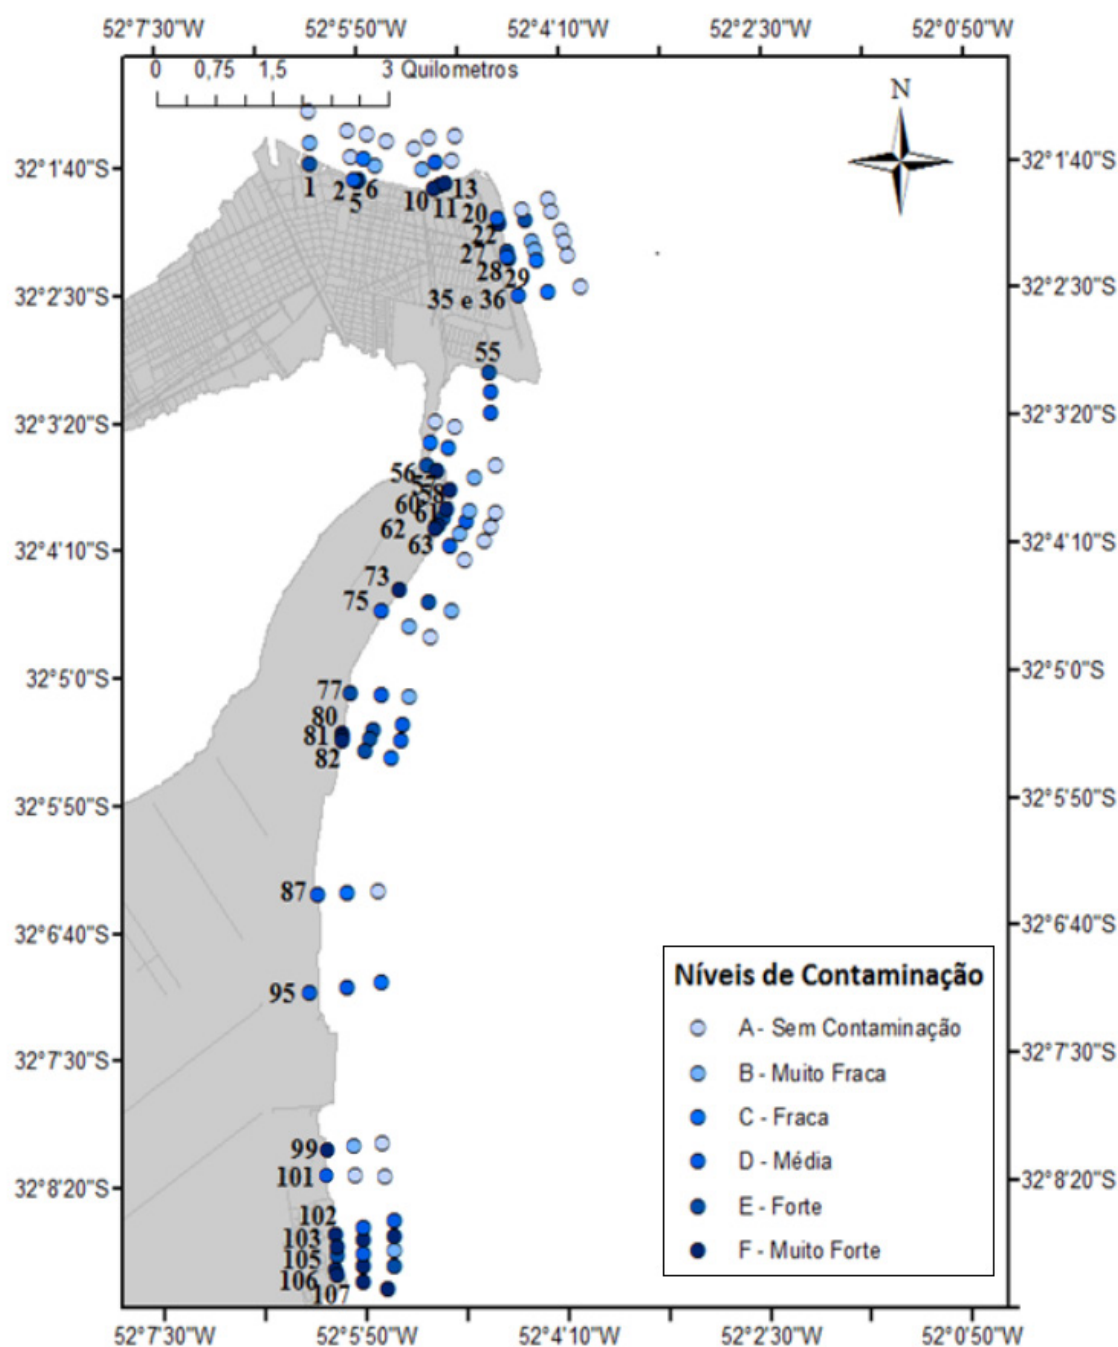 52°7'30"W 52°5'50"W 52°4'10"W 52°2'30"W 52°0'50"W
0 0,75 1,5 3 Quilometros
N
32°1'40"S 32°1'40"S
1 2 5 6 10 11 13 20
22
27
28 29
32°2'30"S 35 e 36 32°2'30"S
55
32°3'20"S 32°3'20"S
56
57
58
60 61
62
63
32°4'10"S 32°4'10"S
73
75
32°5'0"S 32°5'0"S
77
80
81
82
32°5'50"S 32°5'50"S
87
32°6'40"S 32°6'40"S
95
Níveis de Contaminação
A - Sem Contaminação
B - Muito Fraca
C - Fraca
D - Média
E - Forte
F - Muito Forte
32°7'30"S 32°7'30"S
99
101
32°8'20"S 32°8'20"S
102
103
105
106
107
52°7'30"W 52°5'50"W 52°4'10"W 52°2'30"W 52°0'50"W